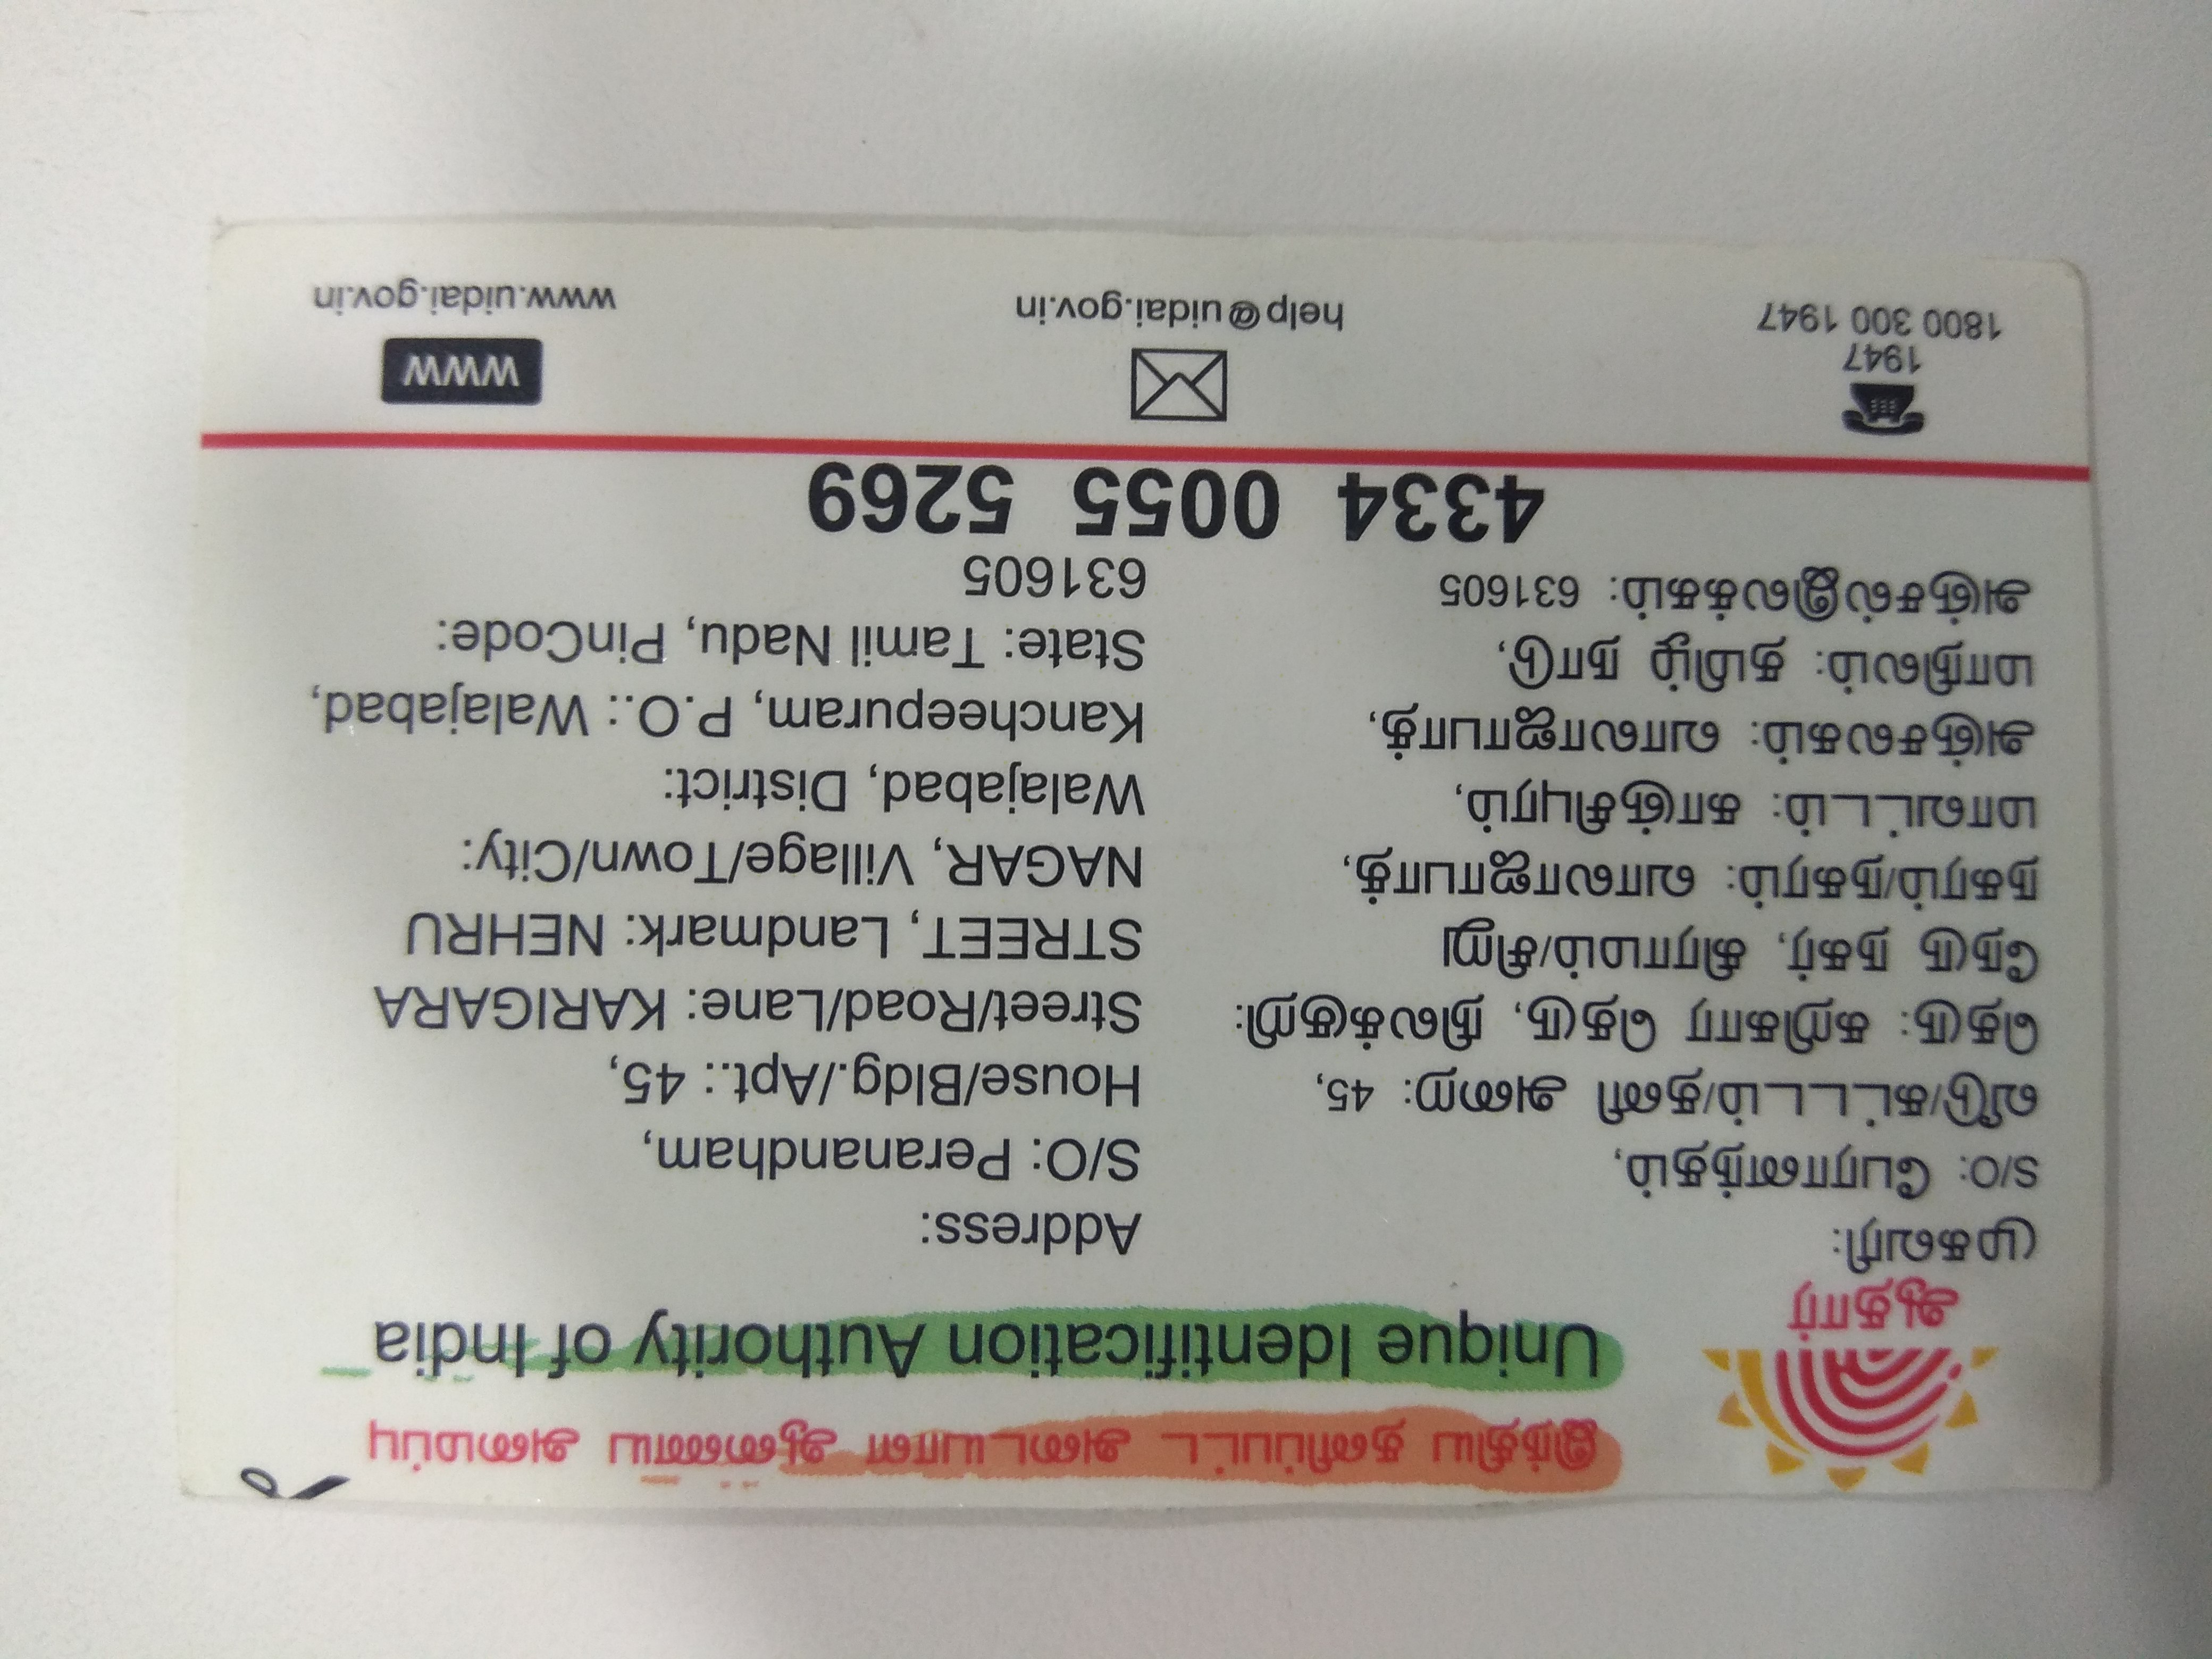 இந்திய தனிப்பட்ட அடையாள ஆணைய அமைப்பு
Unique Identification Authority of India
ஆதார்
முகவரி:
S/O: பேரானந்தம்,
வீடு/கட்டடம்/தனி அறை: 45,
தெரு: கறிகார தெரு, நிலக்குறி:
நேரு நகர், கிராமம்/சிறு
நகரம்/நகரம்: வாலாஜாபாத்,
மாவட்டம்: காஞ்சிபுரம்,
அஞ்சலகம்: வாலாஜாபாத்,
மாநிலம்: தமிழ் நாடு,
அஞ்சல்இலக்கம்: 631605
Address:
S/O: Peranandham,
House/Bldg./Apt.: 45,
Street/Road/Lane: KARIGARA
STREET, Landmark: NEHRU
NAGAR, Village/Town/City:
Walajabad, District:
Kancheepuram, P.O.: Walajabad,
State: Tamil Nadu, PinCode:
631605
4334 0055 5269
1947
1800 300 1947
help@uidai.gov.in
WWW
www.uidai.gov.in